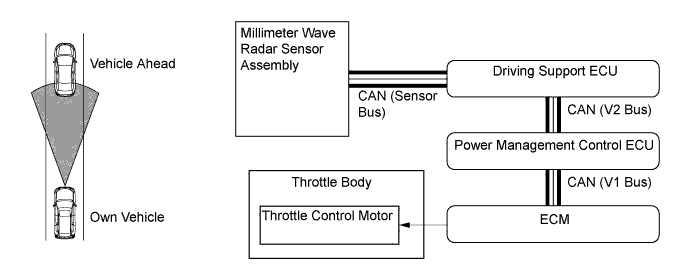 Vehicle Ahead
Own Vehicle
Millimeter Wave
Radar Sensor
Assembly
CAN (Sensor
Bus)
Driving Support ECU
CAN (V2 Bus)
Power Management Control ECU
CAN (V1 Bus)
ECM
Throttle Body
Throttle Control Motor